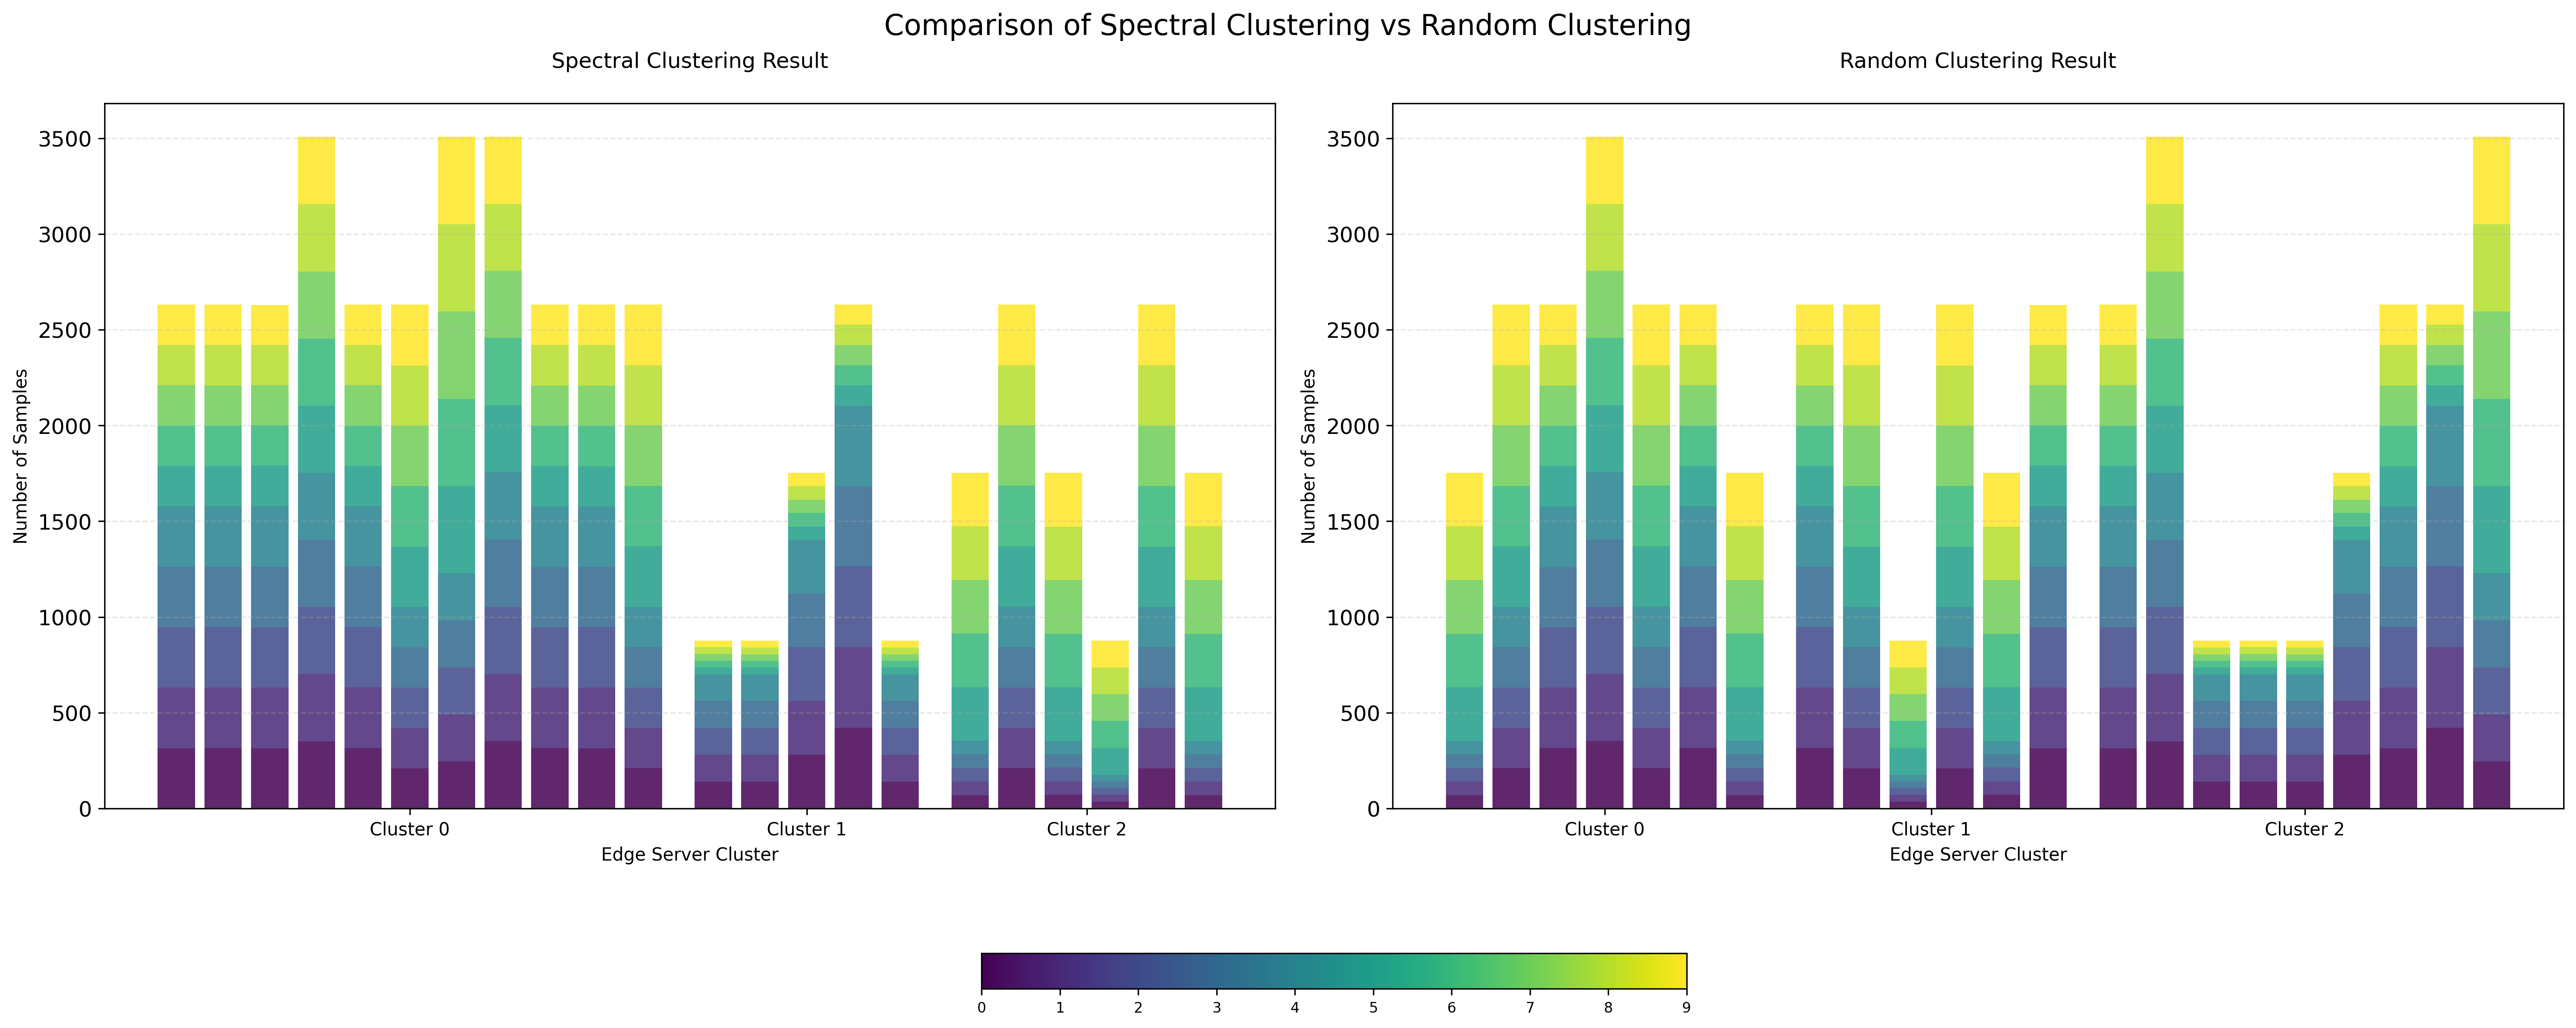 Comparison of Spectral Clustering vs Random Clustering
Spectral Clustering Result
Number of Samples
3500
3000
2500
2000
1500
1000
500
0
Cluster 0
Cluster 1
Cluster 2
Edge Server Cluster
Random Clustering Result
Number of Samples
3500
3000
2500
2000
1500
1000
500
0
Cluster 0
Cluster 1
Cluster 2
Edge Server Cluster
0 1 2 3 4 5 6 7 8 9